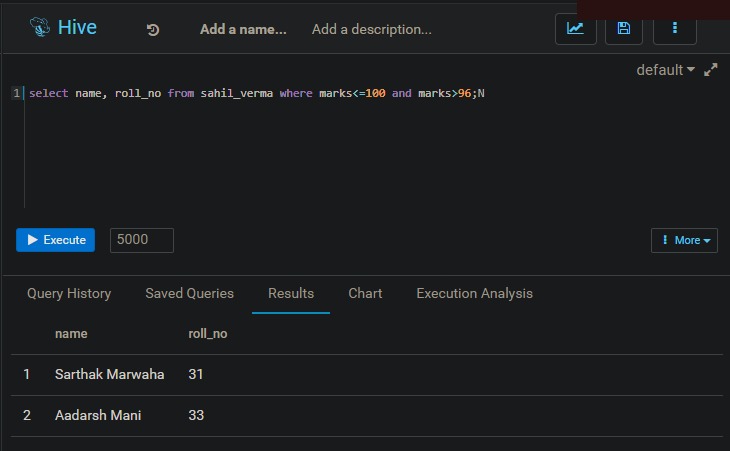 Hive Add a name... Add a description...
default
1 select name, roll_no from sahil_verma where marks<=100 and marks>96;N
Execute 5000 More
Query History Saved Queries Results Chart Execution Analysis
name roll_no
1 Sarthak Marwaha 31
2 Aadarsh Mani 33